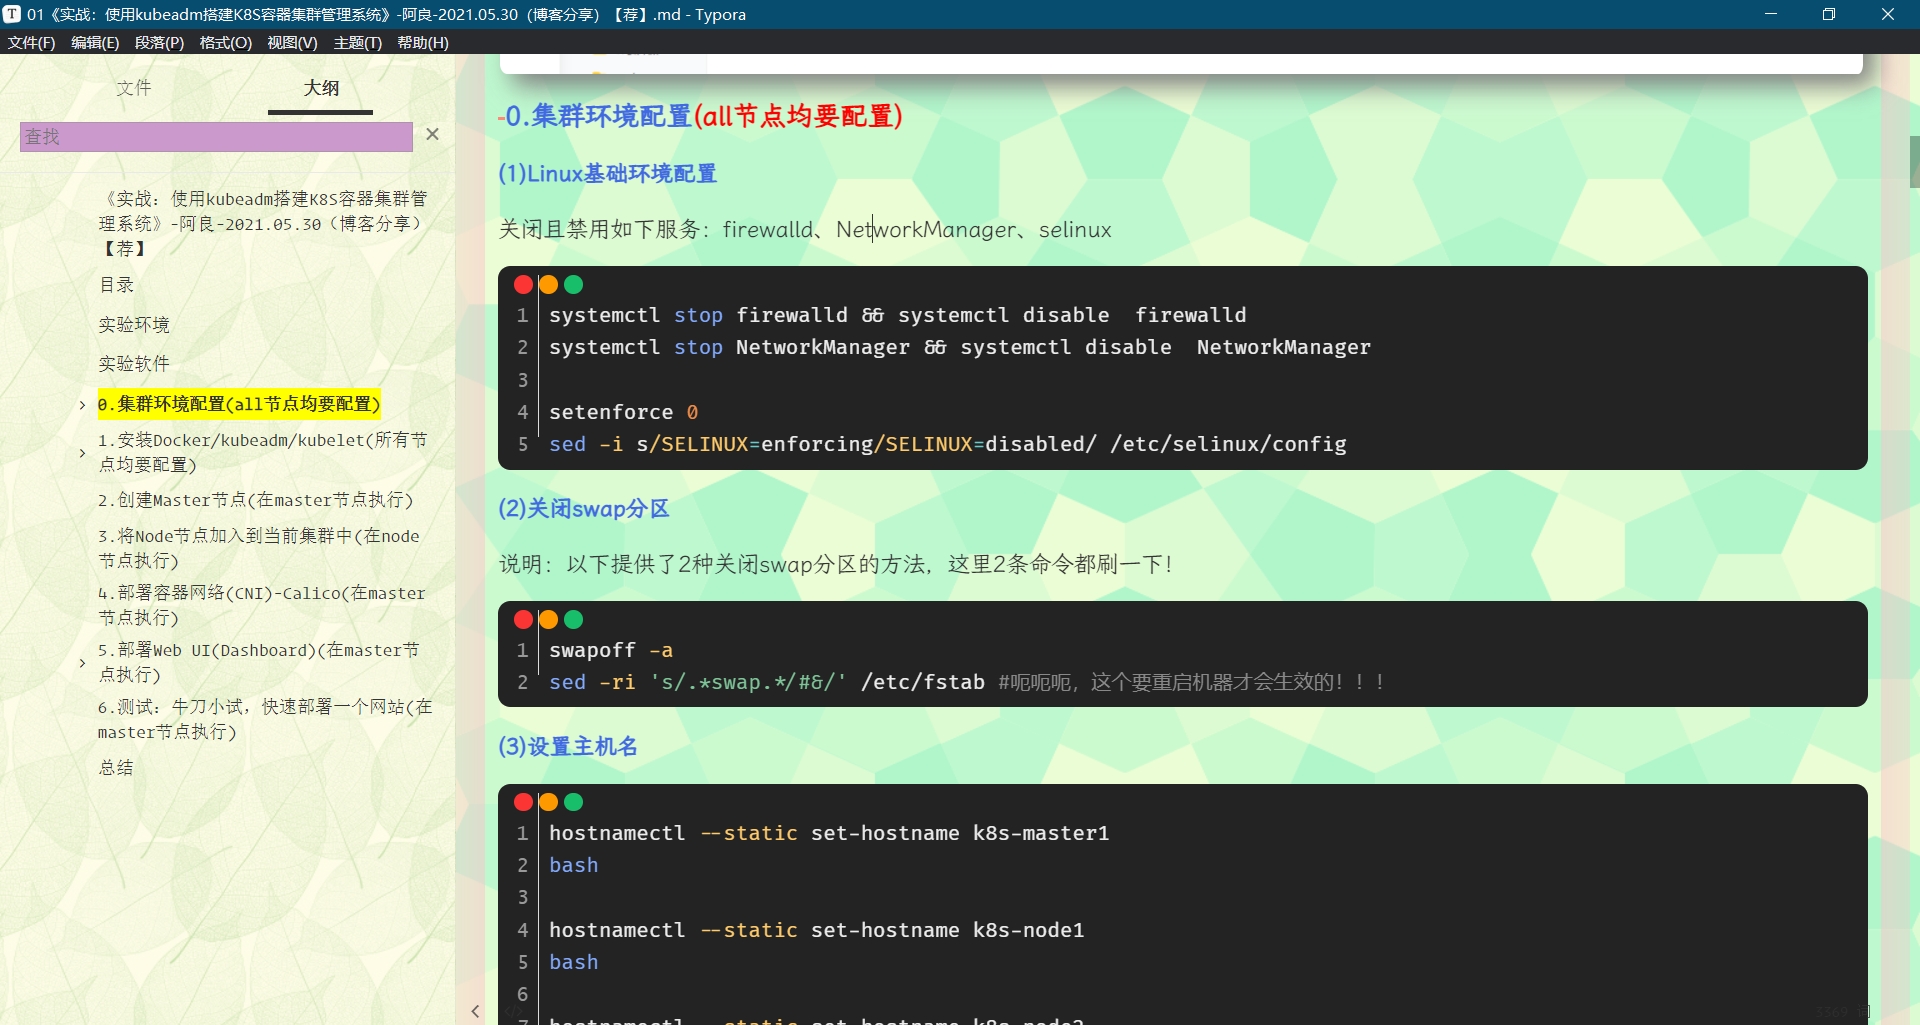 01《实战：使用kubeadm搭建K8S容器集群管理系统》-阿良-2021.05.30（博客分享）【荐】.md - Typora
文件(F) 编辑(E) 段落(P) 格式(O) 视图(V) 主题(T) 帮助(H)
文件 大纲
查找
《实战：使用kubeadm搭建K8S容器集群管
理系统》-阿良-2021.05.30（博客分享）
【荐】
目录
实验环境
实验软件
0.集群环境配置(all节点均要配置)
1.安装Docker/kubeadm/kubelet(所有节
点均要配置)
2.创建Master节点(在master节点执行)
3.将Node节点加入到当前集群中(在node
节点执行)
4.部署容器网络(CNI)-Calico(在master
节点执行)
5.部署Web UI(Dashboard)(在master节
点执行)
6.测试：牛刀小试，快速部署一个网站(在
master节点执行)
总结
-0.集群环境配置(all节点均要配置)
(1)Linux基础环境配置
关闭且禁用如下服务：firewalld、NetworkManager、selinux
1 systemctl stop firewalld && systemctl disable  firewalld
2 systemctl stop NetworkManager && systemctl disable  NetworkManager
3
4 setenforce 0
5 sed -i s/SELINUX=enforcing/SELINUX=disabled/ /etc/selinux/config
(2)关闭swap分区
说明：以下提供了2种关闭swap分区的方法，这里2条命令都刷一下！
1 swapoff -a
2 sed -ri 's/.*swap.*/#&/' /etc/fstab #呃呃呃，这个要重启机器才会生效的！！！
(3)设置主机名
1 hostnamectl --static set-hostname k8s-master1
2 bash
3
4 hostnamectl --static set-hostname k8s-node1
5 bash
6
7 hostnamectl --static set-hostname k8s-node2